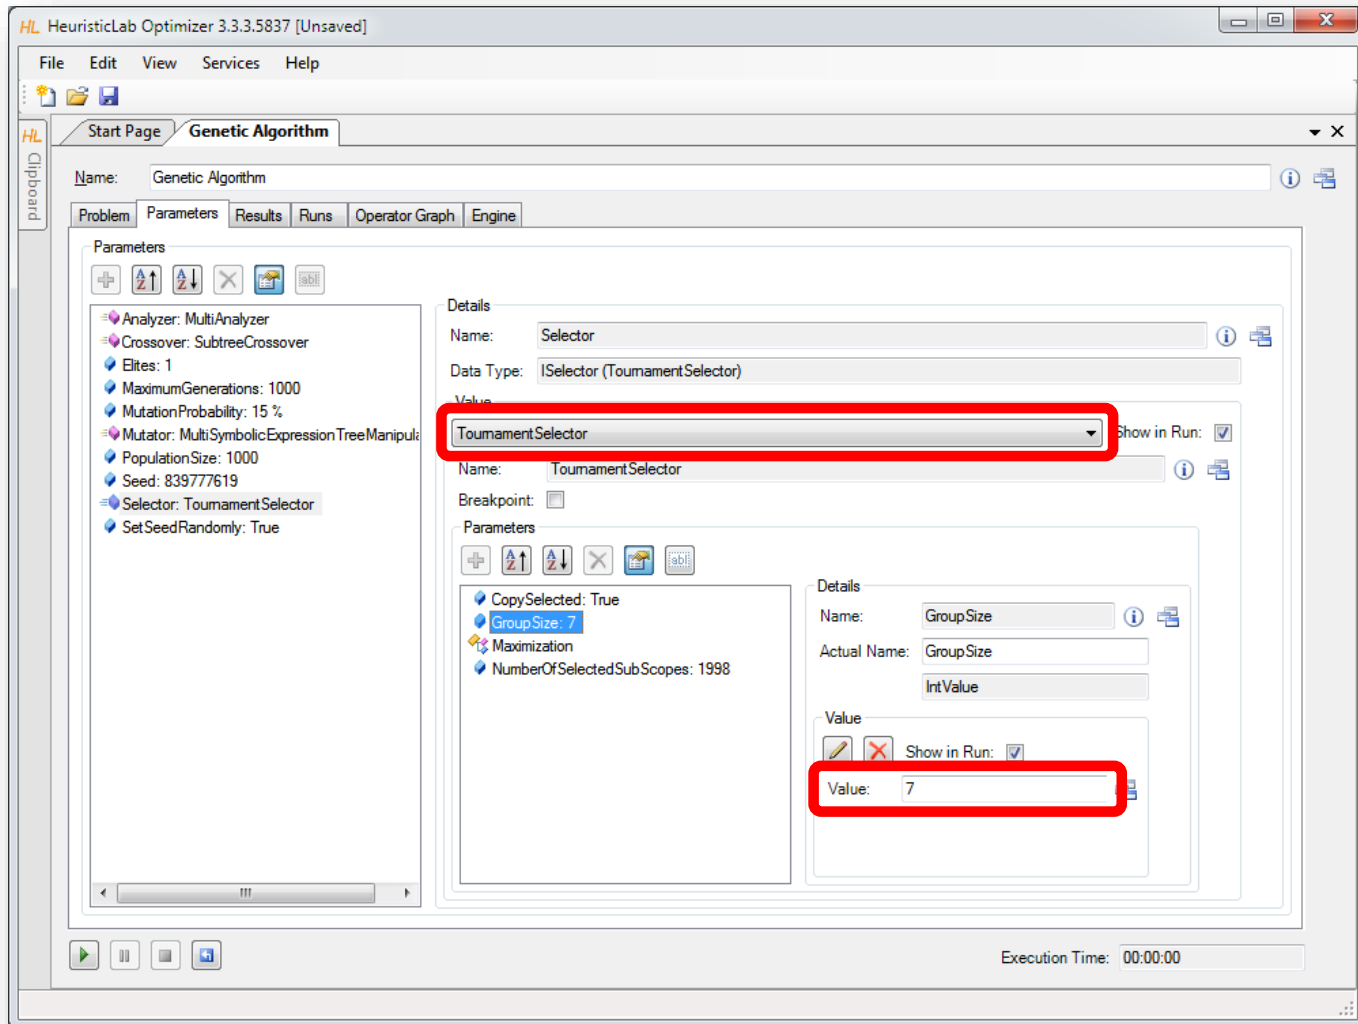 HL HeuristicLab Optimizer 3.3.3.5837 [Unsaved]
File Edit View Services Help
HL Clipboard
Start Page Genetic Algorithm
Name: Genetic Algorithm
Problem Parameters Results Runs Operator Graph Engine
Parameters
Analyzer: MultiAnalyzer
Crossover: SubtreeCrossover
Elites: 1
MaximumGenerations: 1000
MutationProbability: 15 %
Mutator: MultiSymbolicExpressionTreeManipula
PopulationSize: 1000
Seed: 839777619
Selector: TournamentSelector
SetSeedRandomly: True
Details
Name: Selector
Data Type: ISelector (TournamentSelector)
Value
TournamentSelector Show in Run:
Name: TournamentSelector
Breakpoint:
Parameters
abl
CopySelected: True
GroupSize: 7
Maximization
NumberOfSelectedSubScopes: 1998
Details
Name: GroupSize
Actual Name: GroupSize
IntValue
Value
Show in Run:
Value: 7
Execution Time: 00:00:00